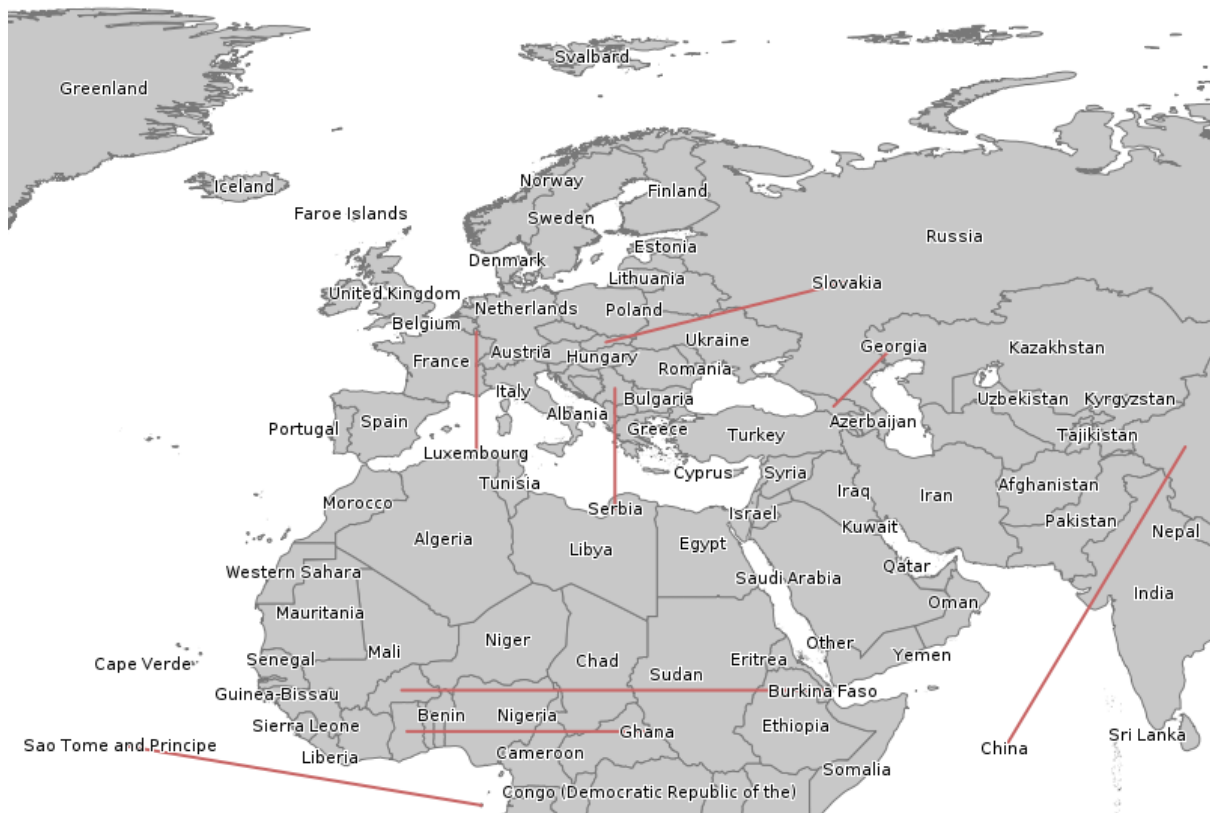 Svalbard
Greenland
Iceland
Norway
Finland
Faroe Islands
Sweden
Russia
Estonia
Denmark
Lithuania
Slovakia
United Kingdom
Netherlands
Poland
Belgium
Ukraine
Georgia
Kazakhstan
France
Austria
Hungary
Romania
Italy
Bulgaria
Uzbekistan
Kyrgyzstan
Albania
Spain
Azerbaijan
Portugal
Greece
Turkey
Tajikistan
Luxembourg
Cyprus
Syria
Tunisia
Afghanistan
Iraq
Iran
Morocco
Serbia
Israel
Pakistan
Kuwait
Nepal
Algeria
Libya
Egypt
Qatar
Western Sahara
Saudi Arabia
India
Oman
Mauritania
Niger
Other
Mali
Yemen
Senegal
Chad
Eritrea
Cape Verde
Sudan
Guinea-Bissau
Burkina Faso
Benin
Nigeria
Sierra Leone
Ethiopia
Ghana
Sri Lanka
Sao Tome and Principe
China
Liberia
Cameroon
Somalia
Congo (Democratic Republic of the)